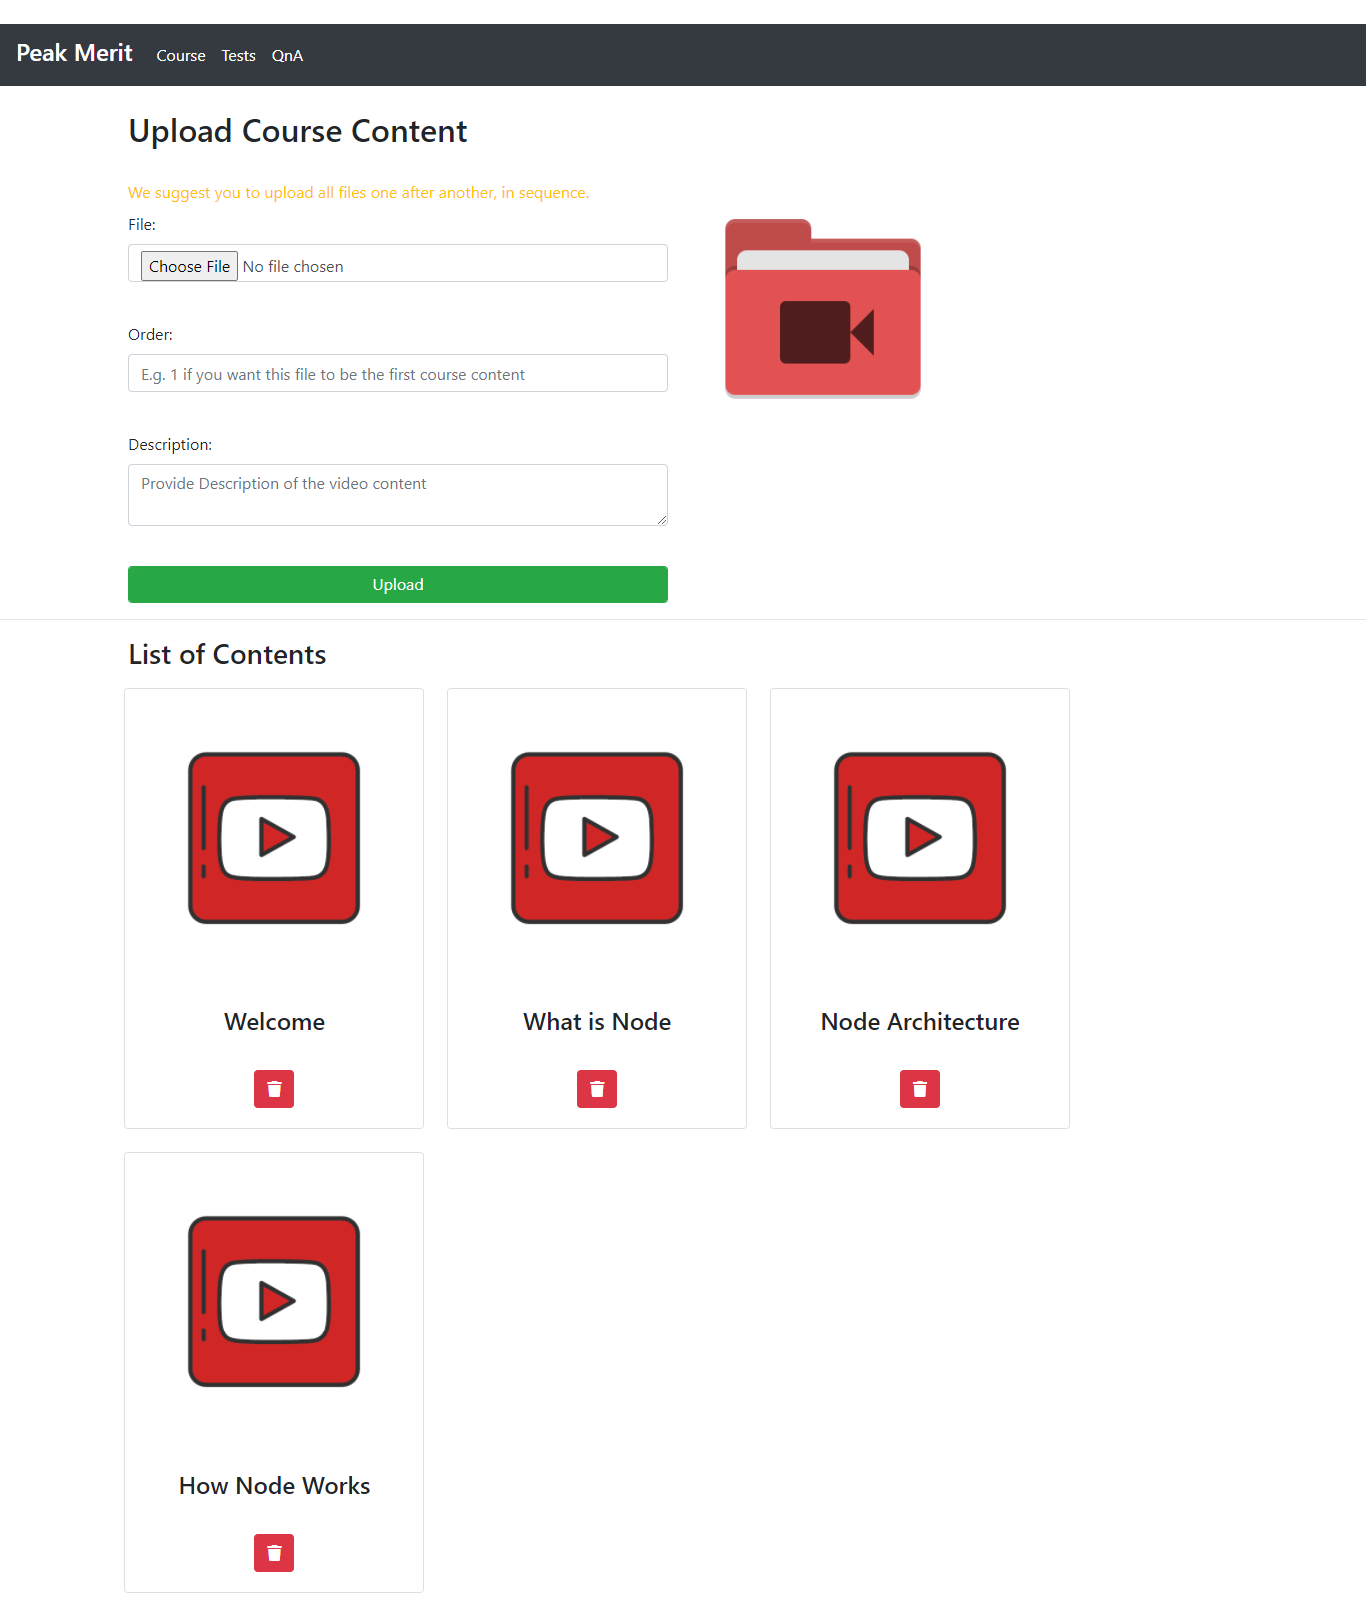 Peak Merit Course Tests QnA
Upload Course Content
We suggest you to upload all files one after another, in sequence.
File:
Choose File No file chosen
Order:
E.g. 1 if you want this file to be the first course content
Description:
Provide Description of the video content
Upload
List of Contents
Welcome
What is Node
Node Architecture
How Node Works